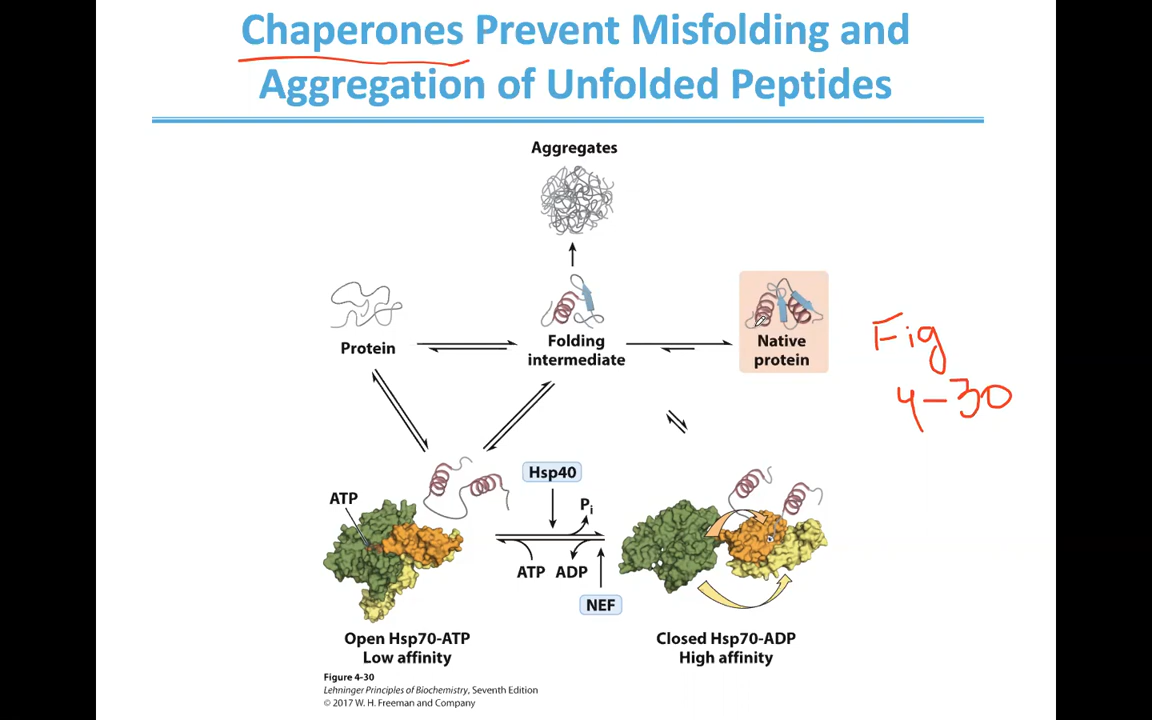 Chaperones Prevent Misfolding and
Aggregation of Unfolded Peptides
Aggregates
Protein
Folding
intermediate
Native
protein
Fig
4-30
Hsp40
ATP
Pi
ATP ADP
NEF
Open Hsp70-ATP
Low affinity
Closed Hsp70-ADP
High affinity
Figure 4-30
Lehninger Principles of Biochemistry, Seventh Edition
© 2017 W. H. Freeman and Company